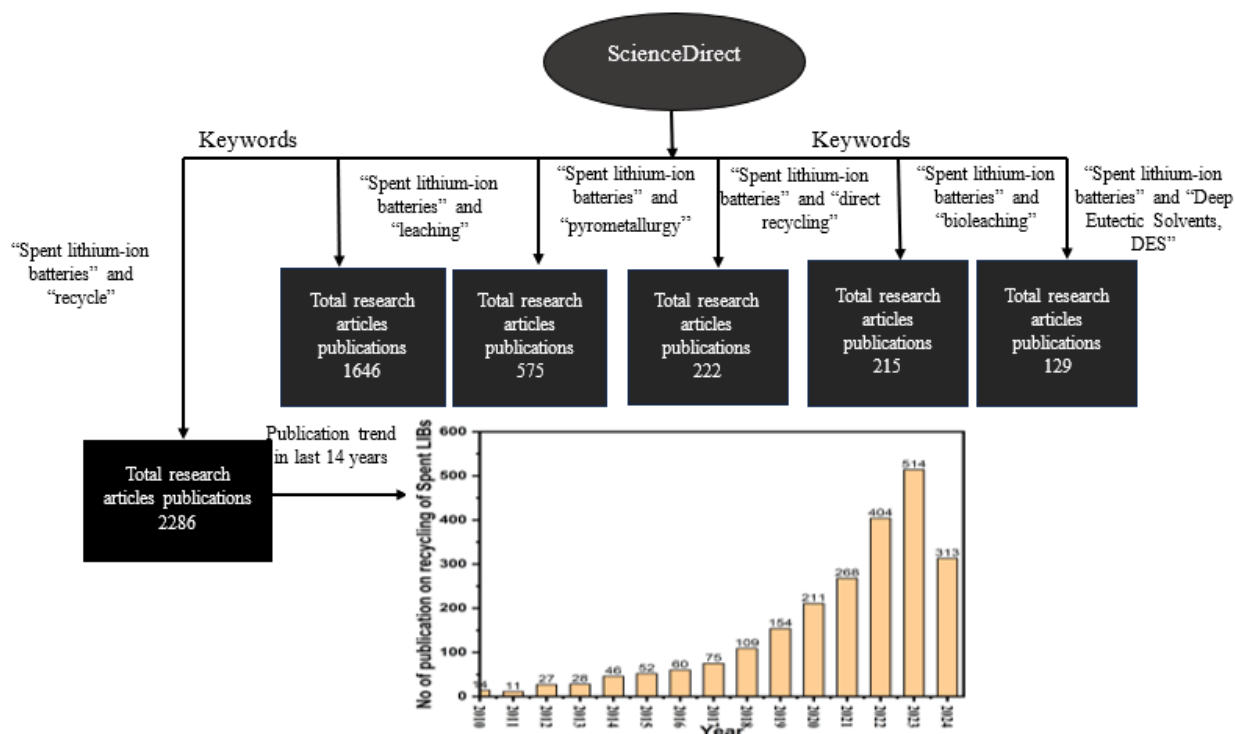 ScienceDirect
Keywords
Keywords
“Spent lithium-ion
batteries” and
“recycle”
“Spent lithium-ion
batteries” and
“leaching”
“Spent lithium-ion
batteries” and
“pyrometallurgy”
“Spent lithium-ion
batteries” and “direct
recycling”
“Spent lithium-ion
batteries” and
“bioleaching”
“Spent lithium-ion
batteries” and “Deep
Eutectic Solvents,
DES”
Total research
articles
publications
1646
Total research
articles
publications
575
Total research
articles
publications
222
Total research
articles
publications
215
Total research
articles
publications
129
Total research
articles publications
2286
Publication trend
in last 14 years
No of publication on recycling of Spent LIBs
600
500
400
300
200
100
0
14
11
27
28
46
52
60
75
109
154
211
268
404
514
313
2010
2011
2012
2013
2014
2015
2016
2017
2018
2019
2020
2021
2022
2023
2024
Year